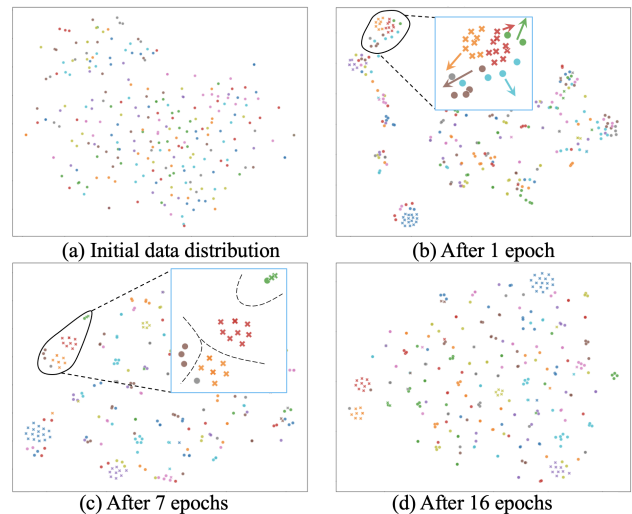 (a) Initial data distribution
(b) After 1 epoch
(c) After 7 epochs
(d) After 16 epochs